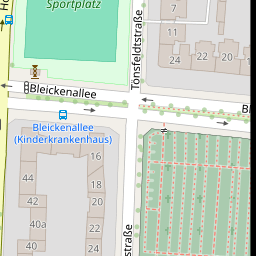 Sportplatz
Tönsfeldtstraße
7
11
24
22
20
Bleickenallee
Bl
Bleickenallee
(Kinderkrankenhaus)
16
18
42
20
40a
22
40
24
straße